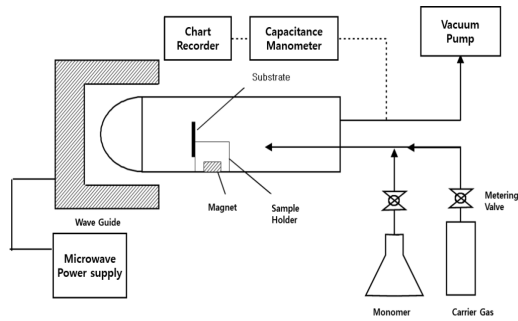 Chart
Recorder
Capacitance
Manometer
Vacuum
Pump
Substrate
Magnet
Sample
Holder
Metering
Valve
Wave Guide
Microwave
Power supply
Monomer
Carrier Gas